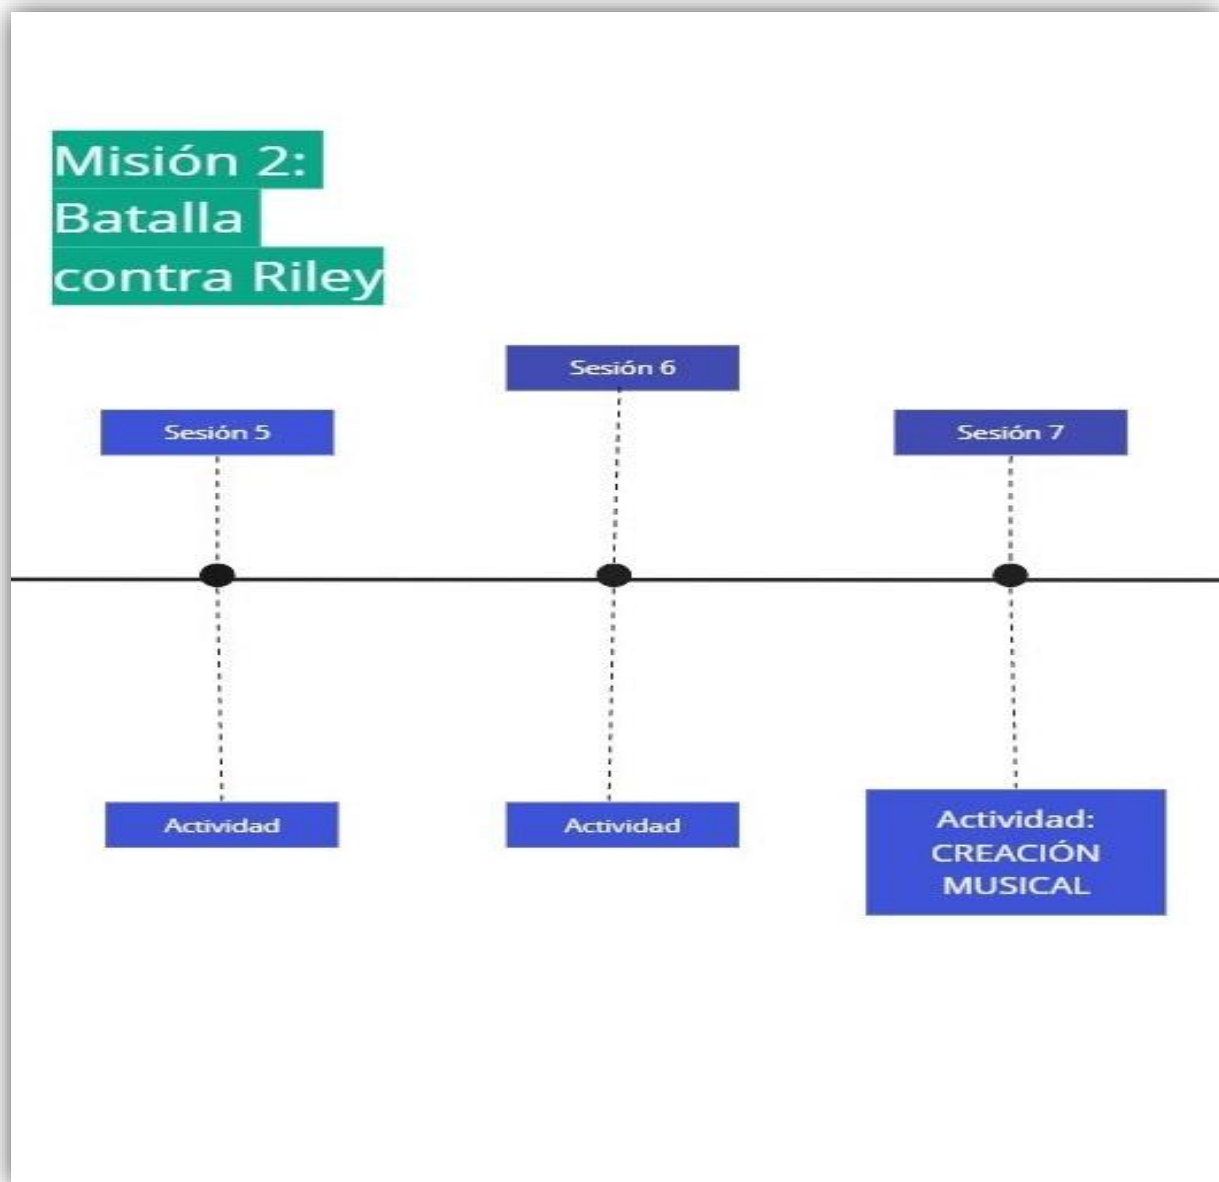 Misión 2:
Batalla
contra Riley
Sesión 6
Sesión 5
Sesión 7
Actividad
Actividad
Actividad:
CREACIÓN
MUSICAL